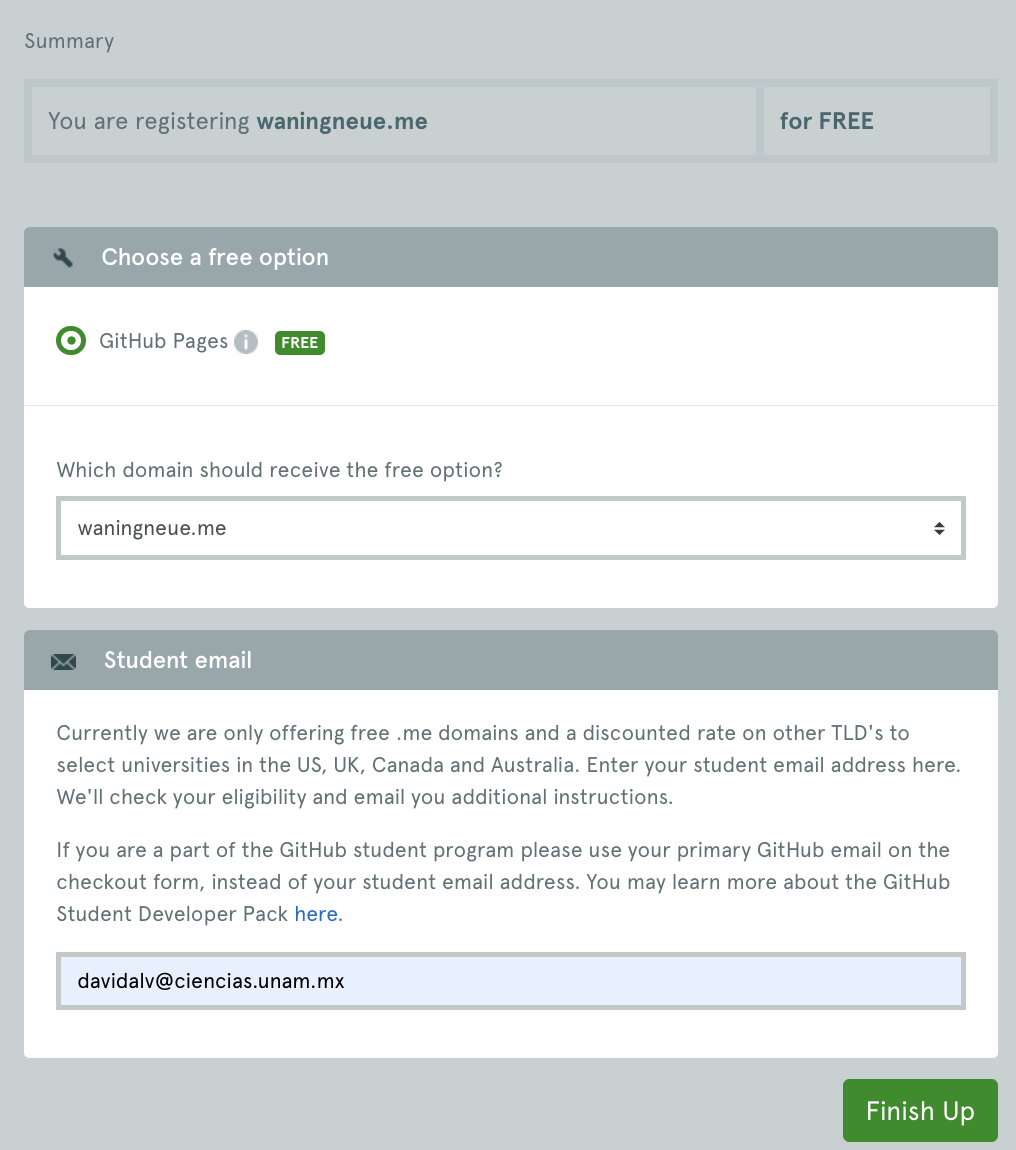 Summary
You are registering waningneue.me
for FREE
Choose a free option
GitHub Pages i FREE
Which domain should receive the free option?
waningneue.me
Student email
Currently we are only offering free .me domains and a discounted rate on other TLD's to
select universities in the US, UK, Canada and Australia. Enter your student email address here.
We'll check your eligibility and email you additional instructions.
If you are a part of the GitHub student program please use your primary GitHub email on the
checkout form, instead of your student email address. You may learn more about the GitHub
Student Developer Pack here.
davidalv@ciencias.unam.mx
Finish Up